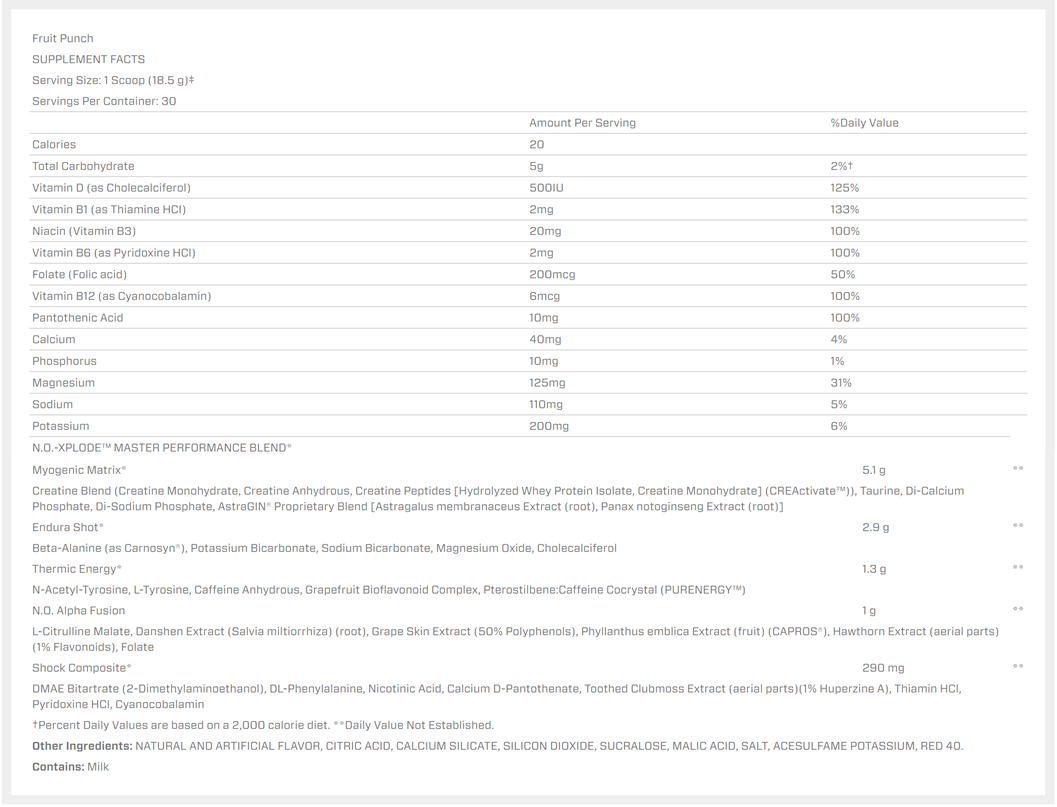 Fruit Punch
SUPPLEMENT FACTS
Serving Size: 1 Scoop (18.5 g)‡
Servings Per Container: 30
Amount Per Serving %Daily Value
Calories 20
Total Carbohydrate 5g 2%†
Vitamin D (as Cholecalciferol) 500IU 125%
Vitamin B1 (as Thiamine HCl) 2mg 133%
Niacin (Vitamin B3) 20mg 100%
Vitamin B6 (as Pyridoxine HCl) 2mg 100%
Folate (Folic acid) 200mcg 50%
Vitamin B12 (as Cyanocobalamin) 6mcg 100%
Pantothenic Acid 10mg 100%
Calcium 40mg 4%
Phosphorus 10mg 1%
Magnesium 125mg 31%
Sodium 110mg 5%
Potassium 200mg 6%
N.O.-XPLODE™ MASTER PERFORMANCE BLEND*
Myogenic Matrix* 5.1 g **
Creatine Blend (Creatine Monohydrate, Creatine Anhydrous, Creatine Peptides [Hydrolyzed Whey Protein Isolate, Creatine Monohydrate] (CREActivate™)), Taurine, Di-Calcium
Phosphate, Di-Sodium Phosphate, AstraGIN® Proprietary Blend [Astragalus membranaceus Extract (root), Panax notoginseng Extract (root)]
Endura Shot* 2.9 g **
Beta-Alanine (as Carnosyn®), Potassium Bicarbonate, Sodium Bicarbonate, Magnesium Oxide, Cholecalciferol
Thermic Energy* 1.3 g **
N-Acetyl-Tyrosine, L-Tyrosine, Caffeine Anhydrous, Grapefruit Bioflavonoid Complex, Pterostilbene:Caffeine Cocrystal (PURENERGY™)
N.O. Alpha Fusion 1 g **
L-Citrulline Malate, Danshen Extract (Salvia miltiorrhiza) (root), Grape Skin Extract (50% Polyphenols), Phyllanthus emblica Extract (fruit) (CAPROS®), Hawthorn Extract (aerial parts)
(1% Flavonoids), Folate
Shock Composite* 290 mg **
DMAE Bitartrate (2-Dimethylaminoethanol), DL-Phenylalanine, Nicotinic Acid, Calcium D-Pantothenate, Toothed Clubmoss Extract (aerial parts)(1% Huperzine A), Thiamin HCl,
Pyridoxine HCl, Cyanocobalamin
†Percent Daily Values are based on a 2,000 calorie diet. **Daily Value Not Established.
Other Ingredients: NATURAL AND ARTIFICIAL FLAVOR, CITRIC ACID, CALCIUM SILICATE, SILICON DIOXIDE, SUCRALOSE, MALIC ACID, SALT, ACESULFAME POTASSIUM, RED 40.
Contains: Milk